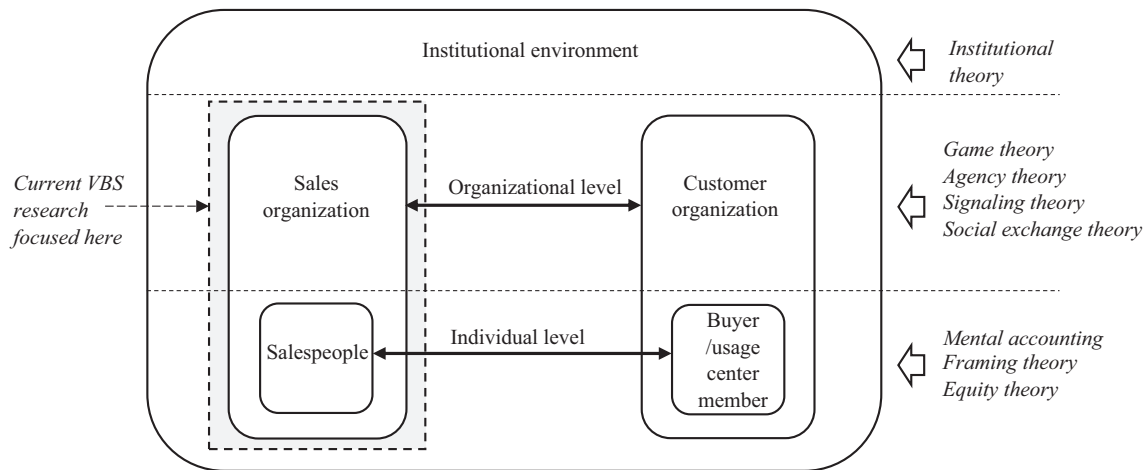 Institutional environment
Institutional
theory
Current VBS
research
focused here
Sales
organization
Organizational level
Customer
organization
Game theory
Agency theory
Signaling theory
Social exchange theory
Salespeople
Individual level
Buyer
/usage
center
member
Mental accounting
Framing theory
Equity theory